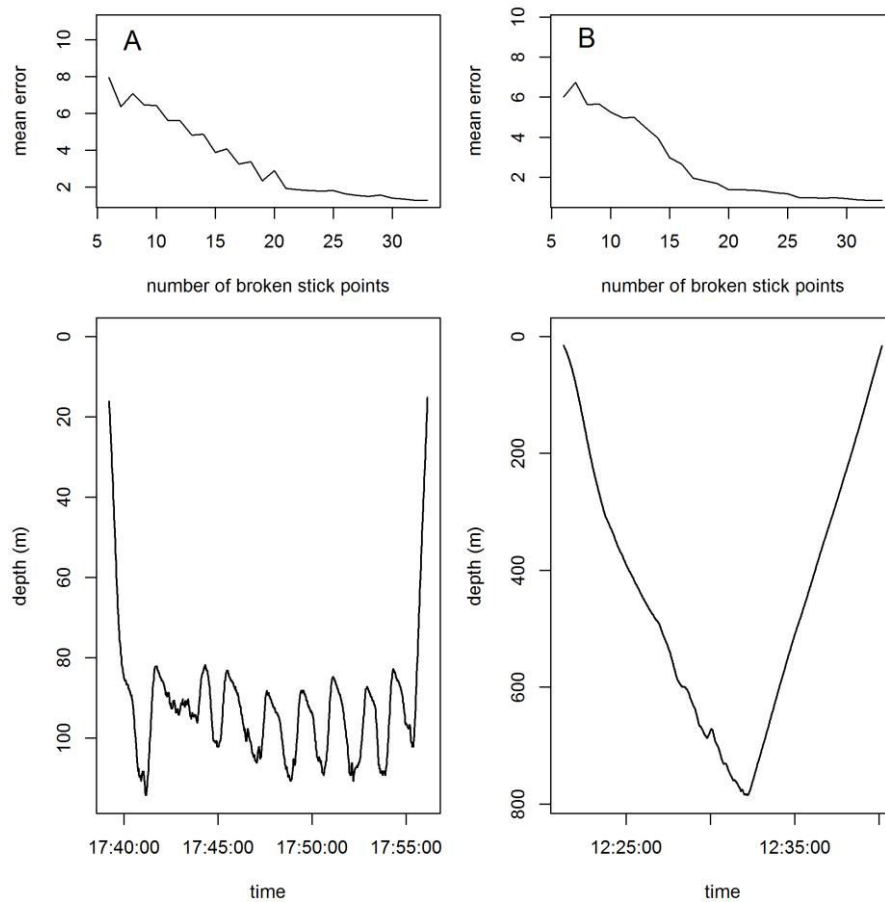 A
mean error
10
8
6
4
2
5 10 15 20 25 30
number of broken stick points
B
mean error
10
8
6
4
2
5 10 15 20 25 30
number of broken stick points
depth (m)
0
20
40
60
80
100
17:40:00 17:45:00 17:50:00 17:55:00
time
depth (m)
0
200
400
600
800
12:25:00 12:35:00
time